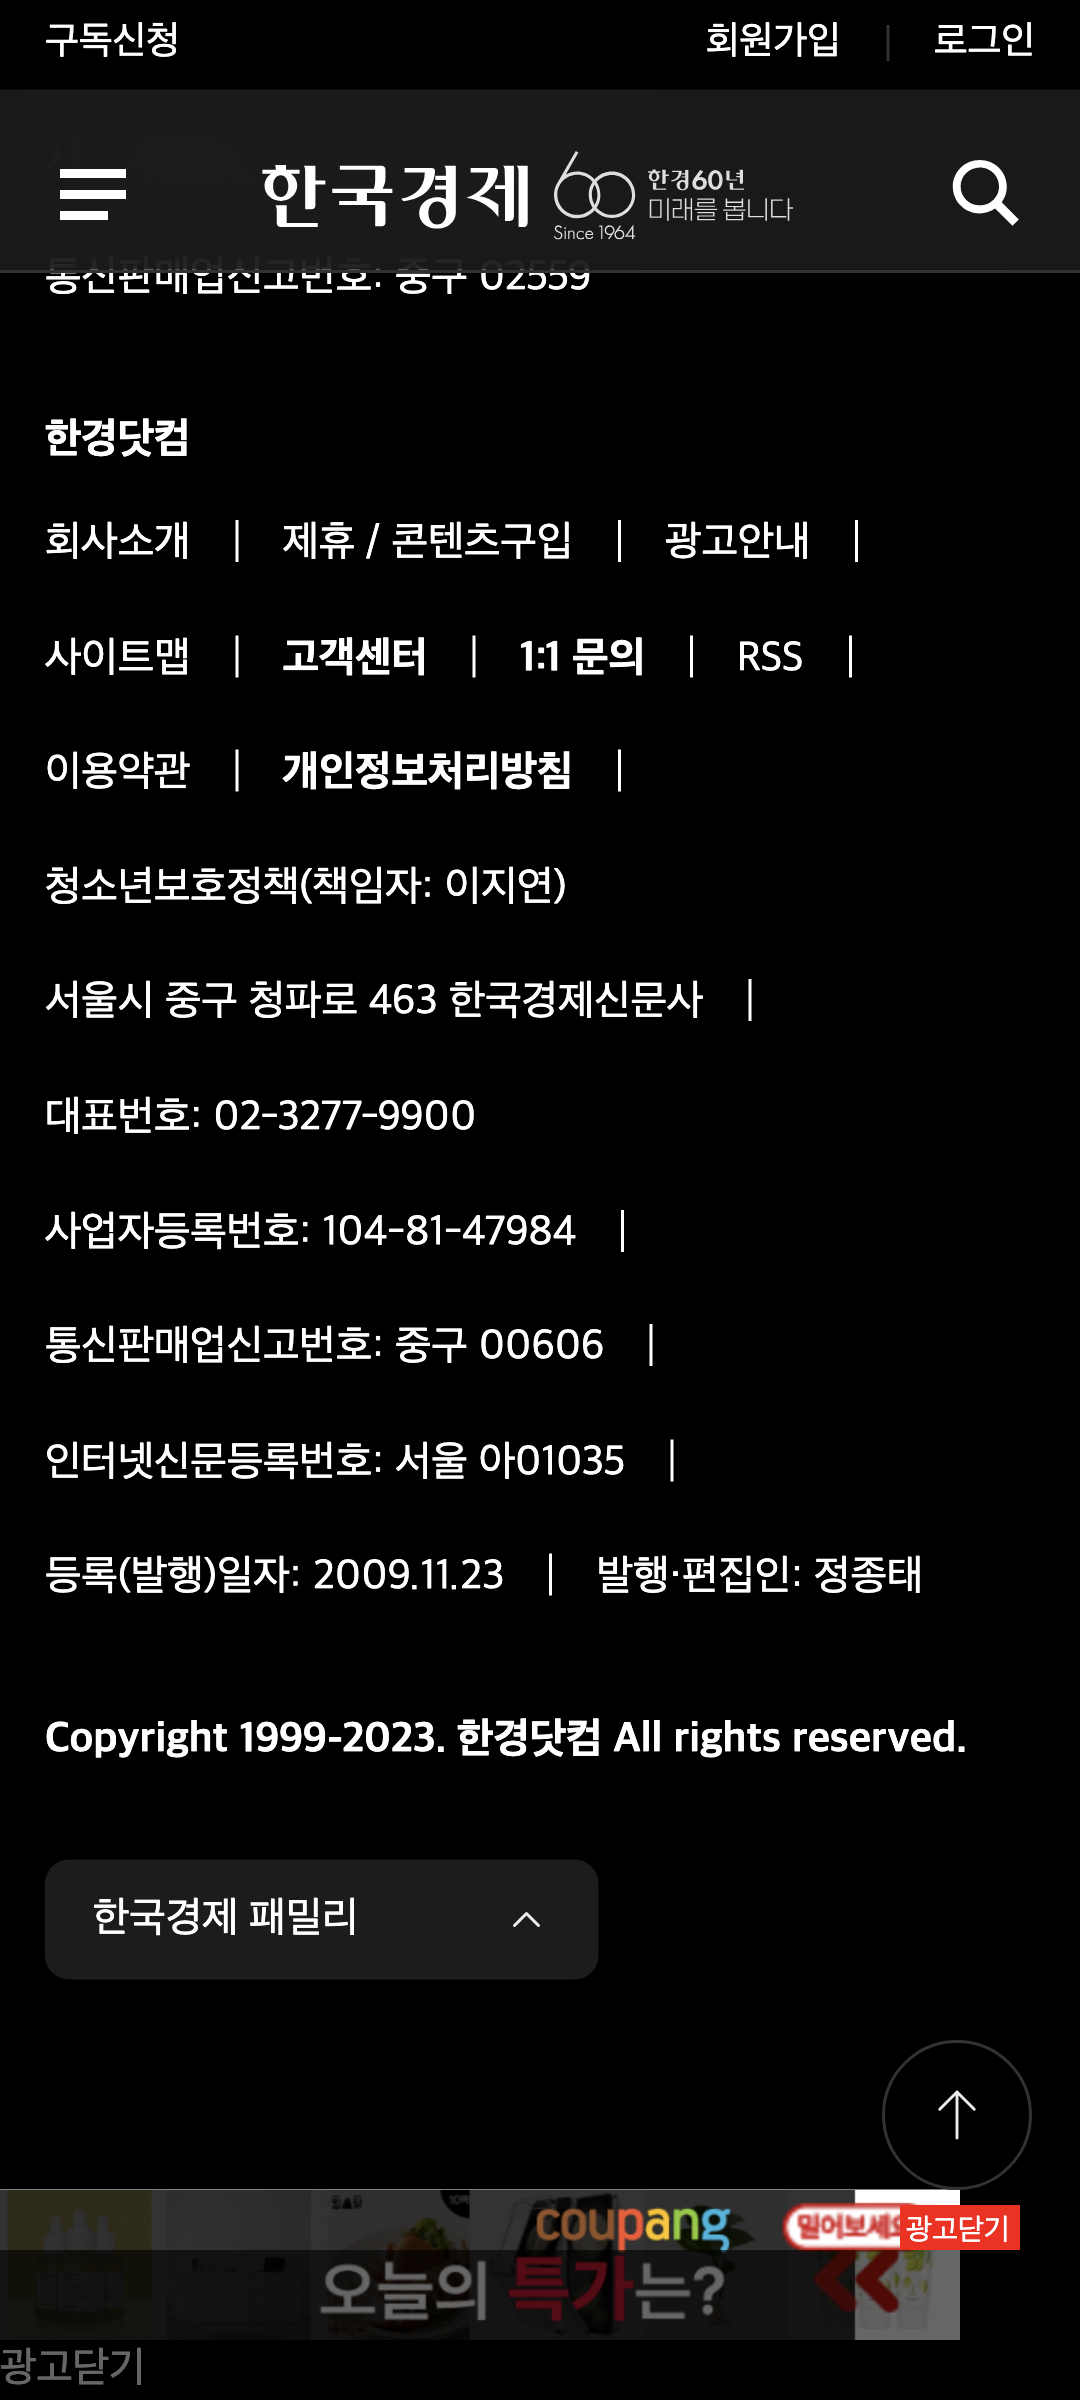 구독신청 회원가입 | 로그인
한국경제 60 Since 1964 한경60년 미래를 봅니다
통신판매업신고번호: 중구 02559
한경닷컴
회사소개 | 제휴 / 콘텐츠구입 | 광고안내 |
사이트맵 | 고객센터 | 1:1 문의 | RSS |
이용약관 | 개인정보처리방침 |
청소년보호정책(책임자: 이지연)
서울시 중구 청파로 463 한국경제신문사 |
대표번호: 02-3277-9900
사업자등록번호: 104-81-47984 |
통신판매업신고번호: 중구 00606 |
인터넷신문등록번호: 서울 아01035 |
등록(발행)일자: 2009.11.23 | 발행·편집인: 정종태
Copyright 1999-2023. 한경닷컴 All rights reserved.
한국경제 패밀리
coupang 밀어보세요 광고닫기
오늘의 특가는?
광고닫기